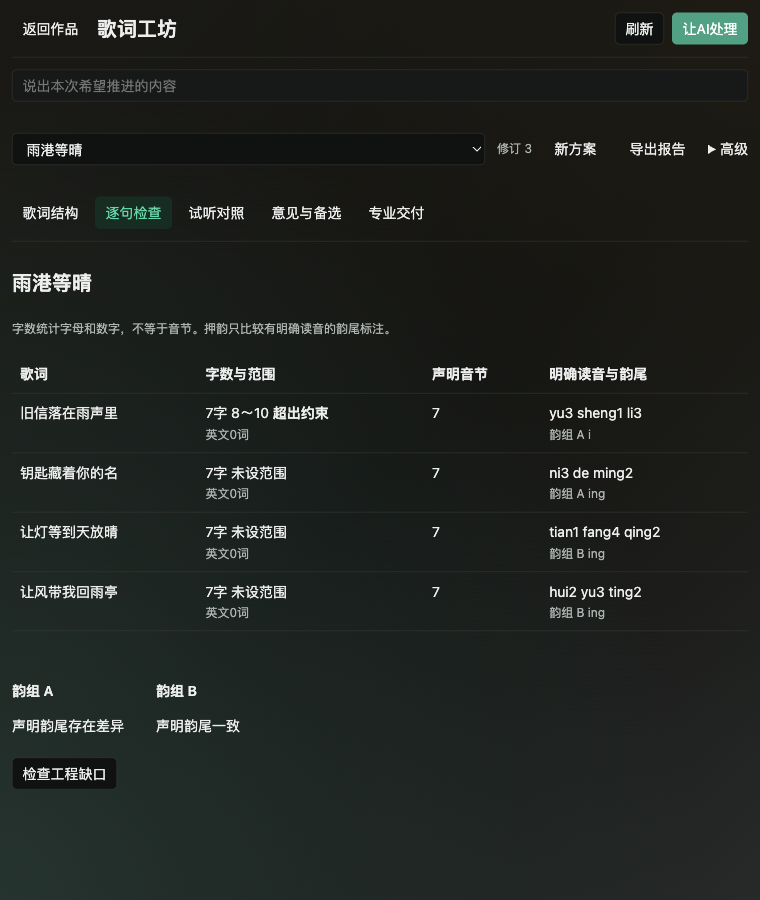 返回作品 歌词工坊 刷新 让AI处理
说出本次希望推进的内容
雨港等晴 修订 3 新方案 导出报告 ▶ 高级
歌词结构 逐句检查 试听对照 意见与备选 专业交付
雨港等晴
字数统计字母和数字，不等于音节。押韵只比较有明确读音的韵尾标注。
歌词 字数与范围 声明音节 明确读音与韵尾
旧信落在雨声里 7字 8～10 超出约束 7 yu3 sheng1 li3
英文0词 韵组 A i
钥匙藏着你的名 7字 未设范围 7 ni3 de ming2
英文0词 韵组 A ing
让灯等到天放晴 7字 未设范围 7 tian1 fang4 qing2
英文0词 韵组 B ing
让风带我回雨亭 7字 未设范围 7 hui2 yu3 ting2
英文0词 韵组 B ing
韵组 A 韵组 B
声明韵尾存在差异 声明韵尾一致
检查工程缺口